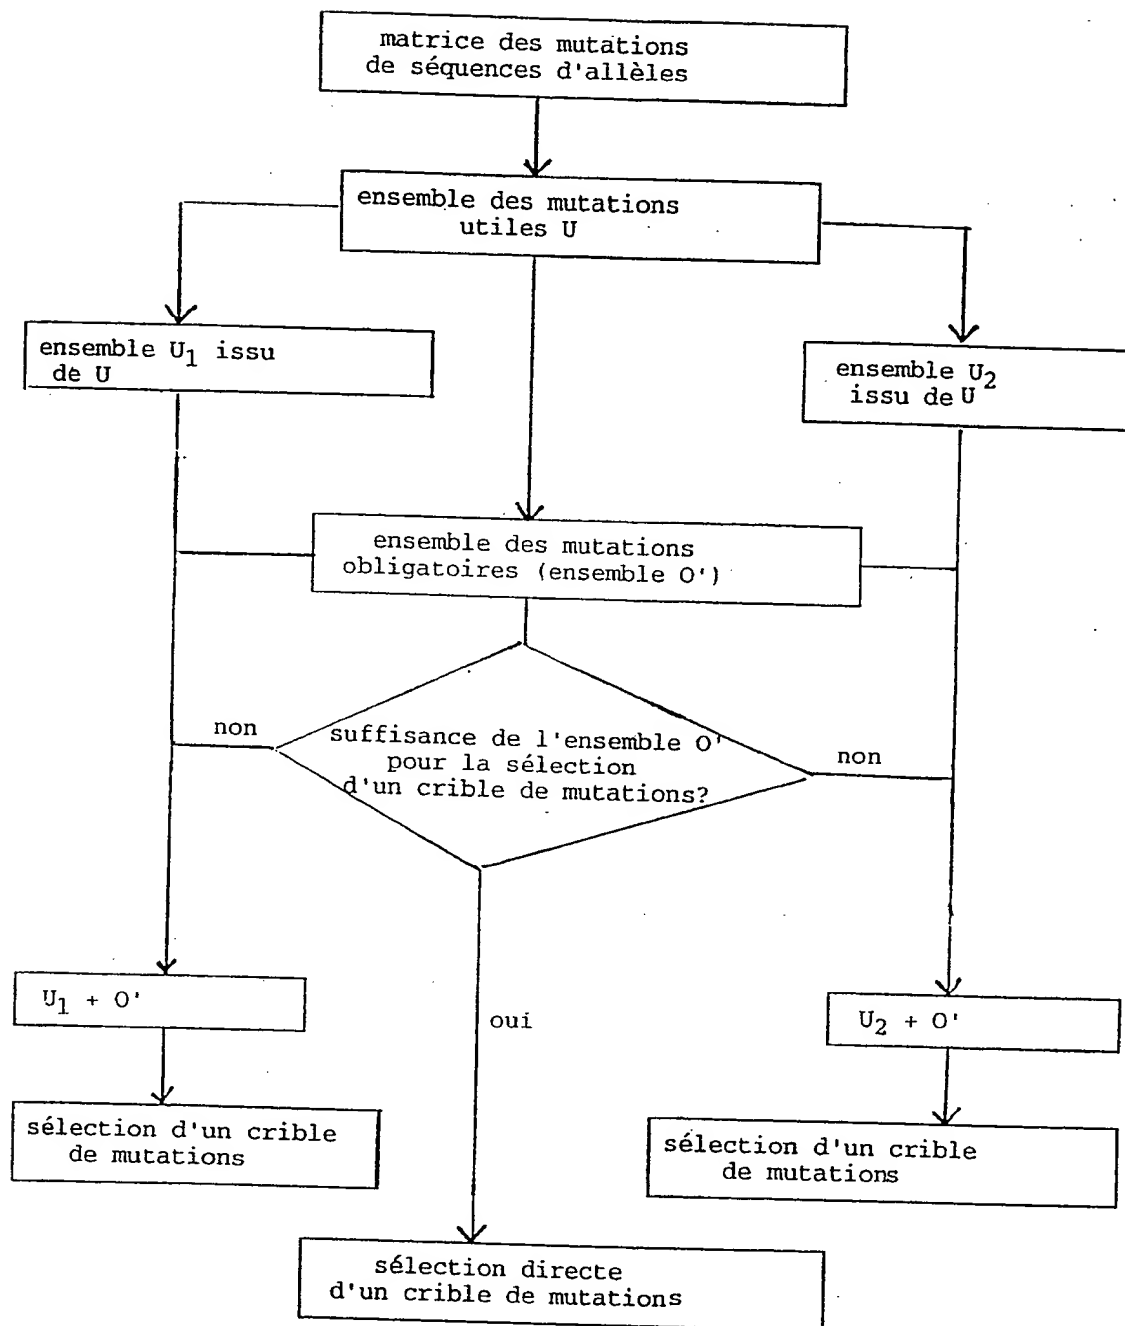 matrice des mutations
de séquences d'allèles
ensemble des mutations
utiles U
ensemble U1 issu
de U
ensemble U2
issu de U
ensemble des mutations
obligatoires (ensemble O')
non
suffisance de l'ensemble O'
pour la sélection
d'un crible de mutations?
non
U1 + O'
oui
U2 + O'
sélection d'un crible
de mutations
sélection d'un crible
de mutations
sélection directe
d'un crible de mutations